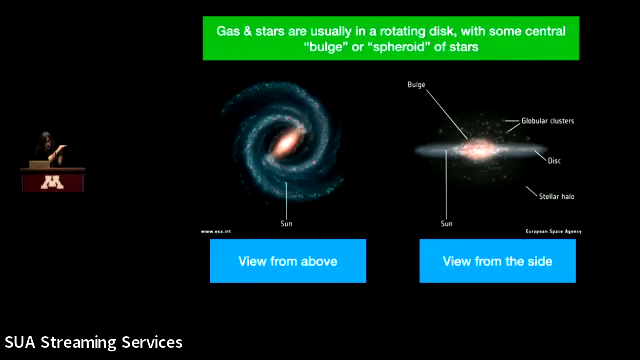 Gas & stars are usually in a rotating disk, with some central
“bulge” or “spheroid” of stars
Bulge
Globular clusters
Disc
Stellar halo
Sun
Sun
www.esa.int
European Space Agency
View from above
View from the side
M
SUA Streaming Services